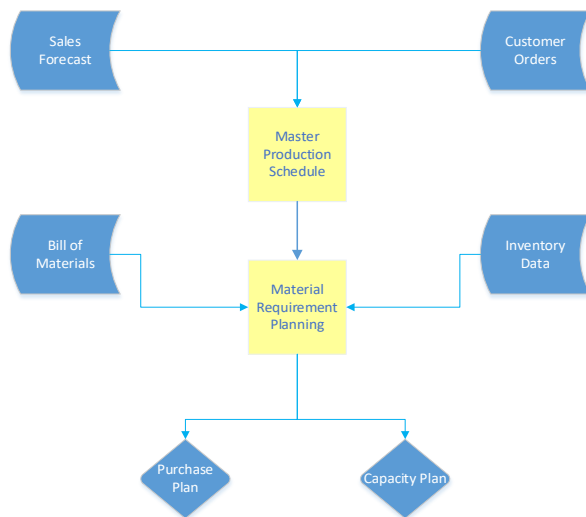 Sales
Forecast
Customer
Orders
Master
Production
Schedule
Bill of
Materials
Inventory
Data
Material
Requirement
Planning
Purchase
Plan
Capacity Plan